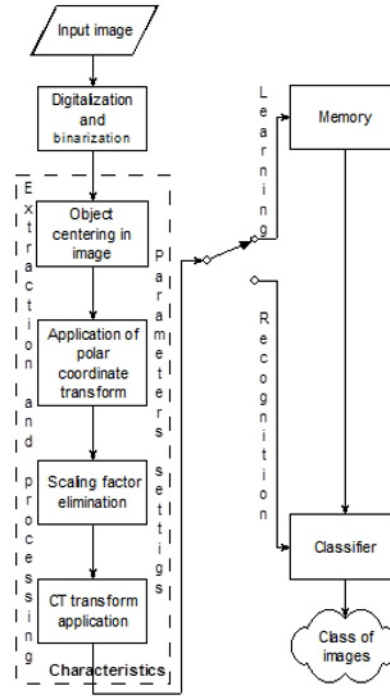 Input image
Digitalization
and
binarization
Extraction and processing
Object
centering in
image
Parameters settigs
Application of
polar
coordinate
transform
Scaling factor
elimination
CT transform
application
Characteristics
Learning
Recognition
Memory
Classifier
Class of
images